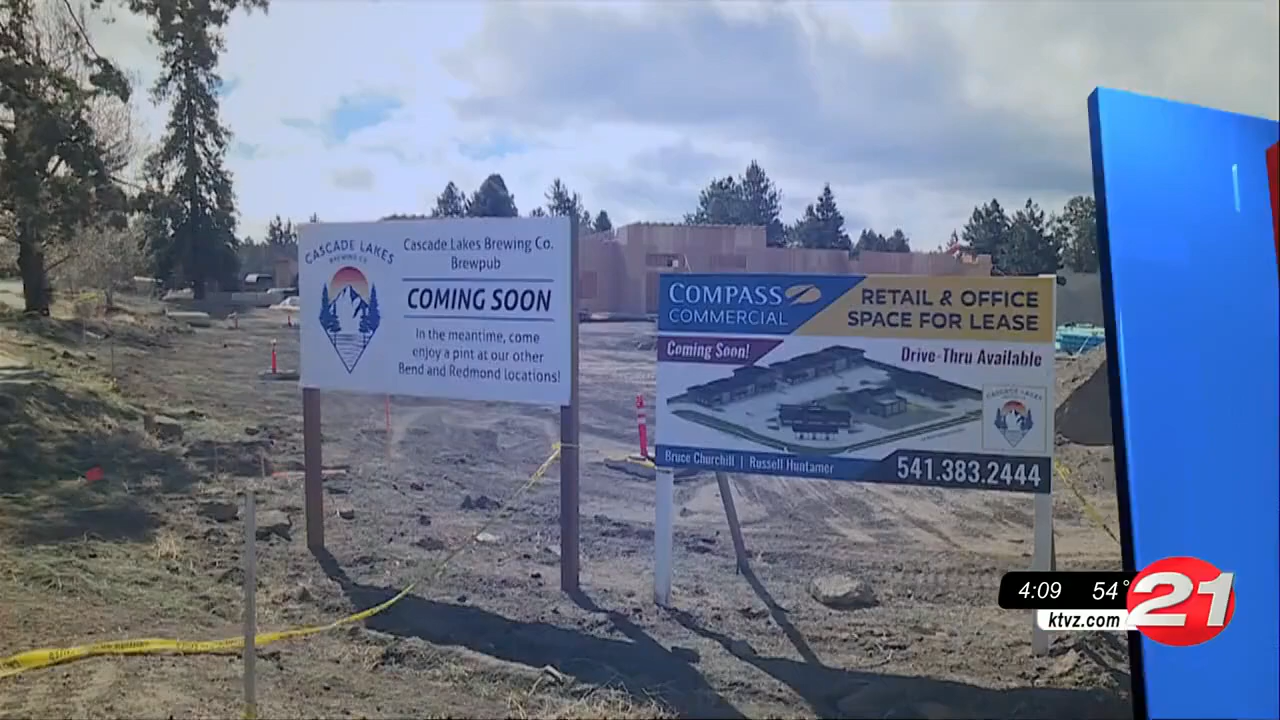 CASCADE LAKES
BREWING CO
Cascade Lakes Brewing Co.
Brewpub
COMING SOON
In the meantime, come
enjoy a pint at our other
Bend and Redmond locations!
COMPASS
COMMERCIAL
RETAIL & OFFICE
SPACE FOR LEASE
Coming Soon!
Drive-Thru Available
CASCADE LAKES
Bruce Churchill | Russell Huntamer
541.383.2444
4:09 54°
ktvz.com
21